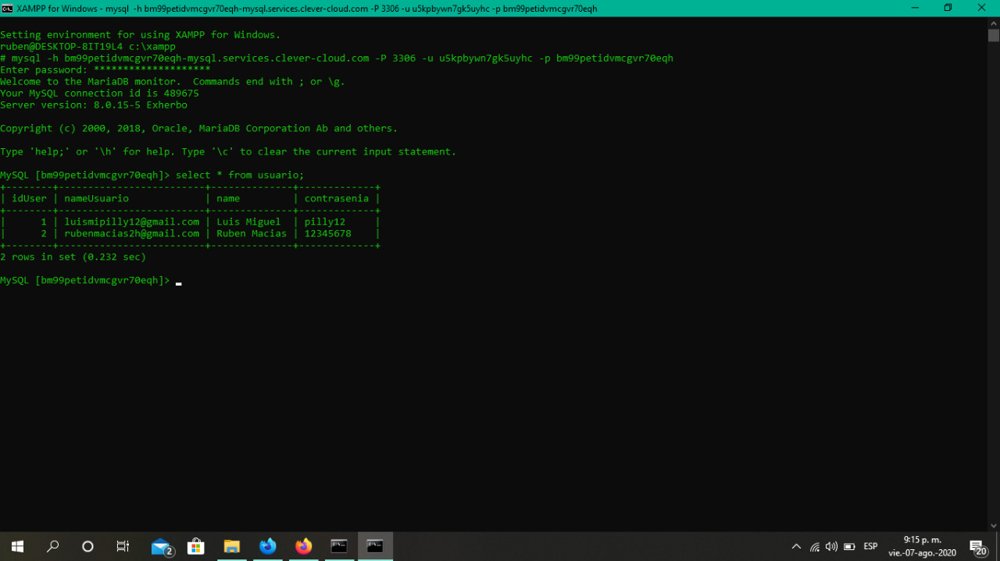 XAMPP for Windows - mysql  -h bm99petidvmcgvr70eqh-mysql.services.clever-cloud.com -P 3306 -u u5kpbywn7gk5uyhc -p bm99petidvmcgvr70eqh
Setting environment for using XAMPP for Windows.
ruben@DESKTOP-8IT19L4 c:\xampp
# mysql -h bm99petidvmcgvr70eqh-mysql.services.clever-cloud.com -P 3306 -u u5kpbywn7gk5uyhc -p bm99petidvmcgvr70eqh
Enter password: ********************
Welcome to the MariaDB monitor.  Commands end with ; or \g.
Your MySQL connection id is 489675
Server version: 8.0.15-5 Exherbo
Copyright (c) 2000, 2018, Oracle, MariaDB Corporation Ab and others.
Type 'help;' or '\h' for help. Type '\c' to clear the current input statement.
MySQL [bm99petidvmcgvr70eqh]> select * from usuario;
+--------+-------------------------+--------------+-------------+
| idUser | nameUsuario             | name         | contrasenia |
+--------+-------------------------+--------------+-------------+
|      1 | luismipilly12@gmail.com | Luis Miguel  | pilly12     |
|      2 | rubenmacias2h@gmail.com | Ruben Macias | 12345678    |
+--------+-------------------------+--------------+-------------+
2 rows in set (0.232 sec)
MySQL [bm99petidvmcgvr70eqh]> _
2
ESP
9:15 p. m.
vie.-07-ago.-2020
20